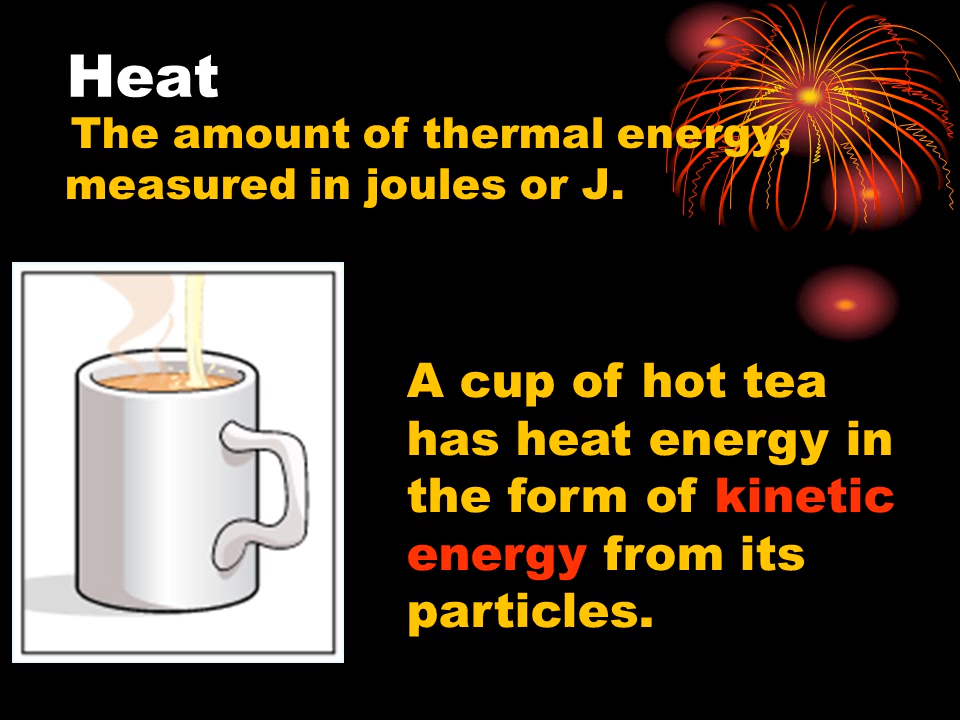 Heat
The amount of thermal energy,
measured in joules or J.
A cup of hot tea
has heat energy in
the form of kinetic
energy from its
particles.